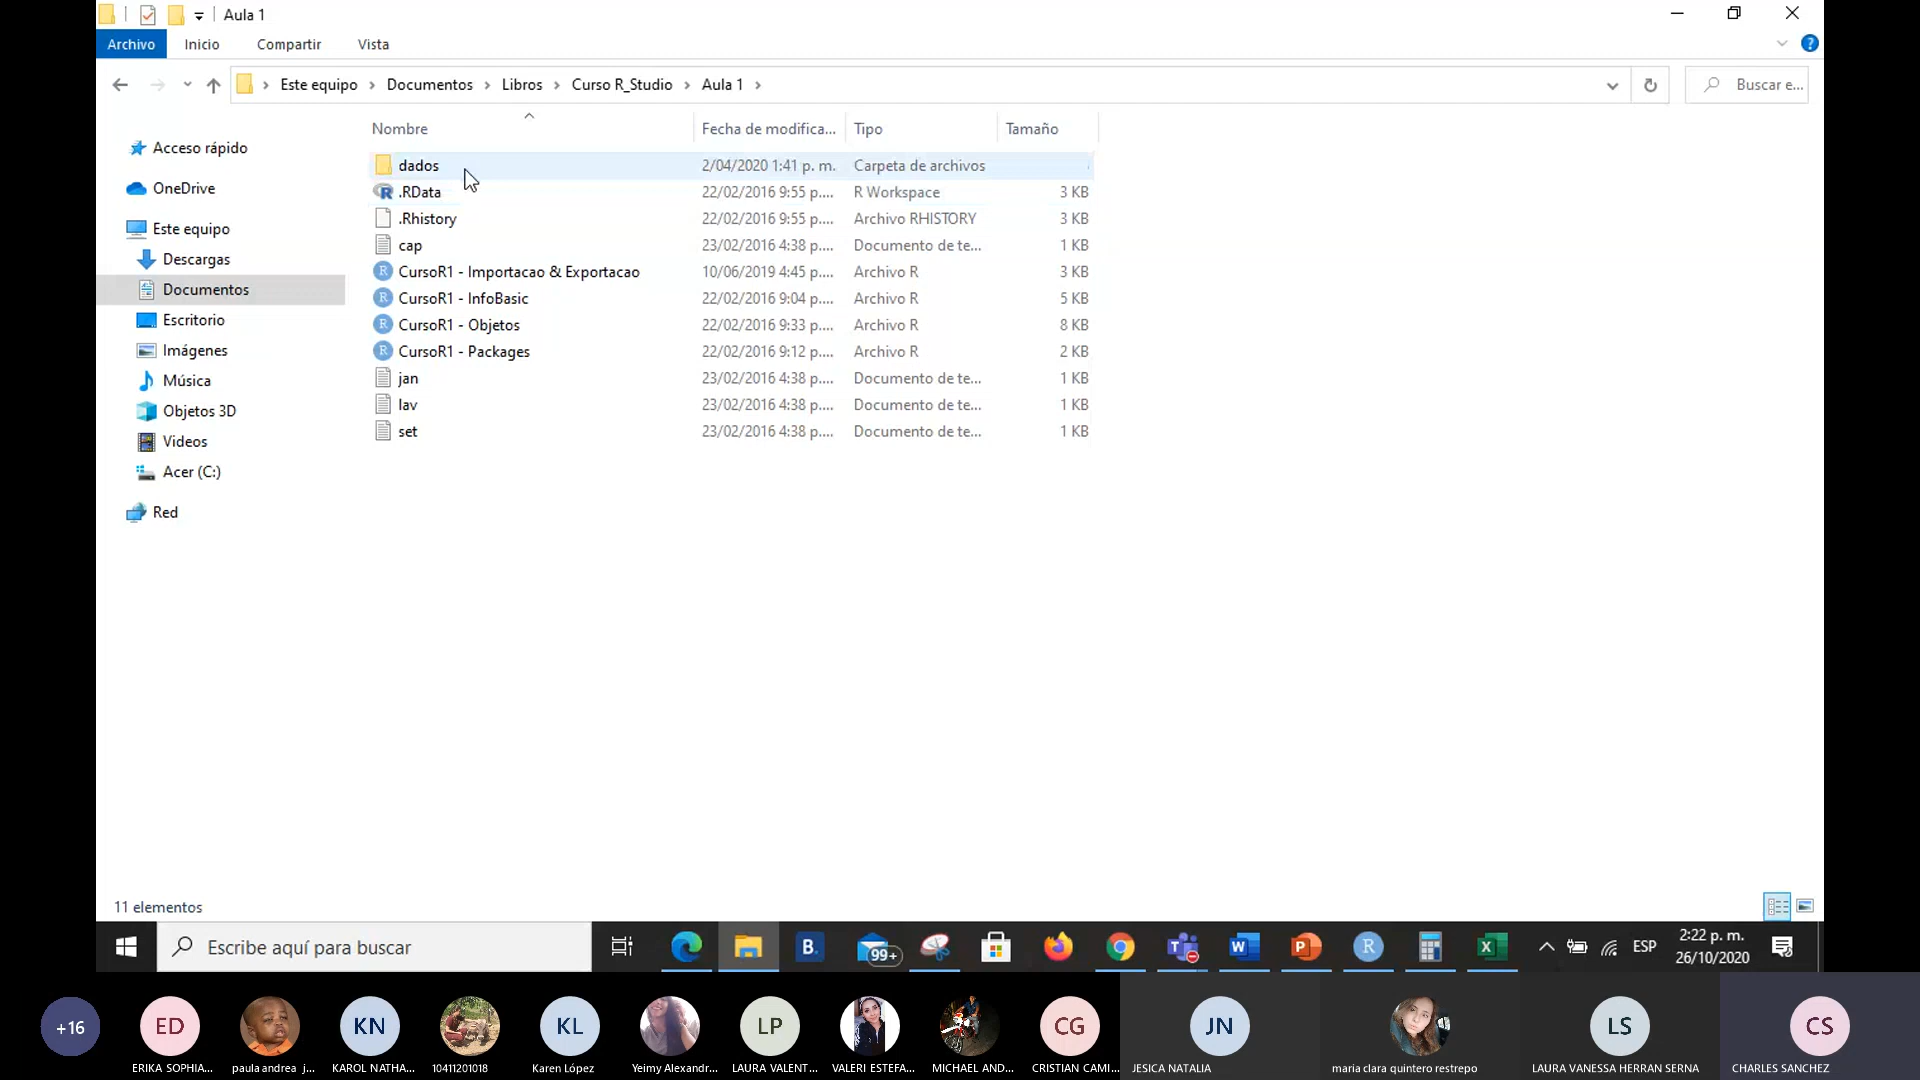 Aula 1
Archivo Inicio Compartir Vista
Este equipo Documentos Libros Curso R_Studio Aula 1 Buscar e...
Nombre Fecha de modifica... Tipo Tamaño
Acceso rápido
OneDrive
Este equipo
Descargas
Documentos
Escritorio
Imágenes
Música
Objetos 3D
Videos
Acer (C:)
Red
dados 2/04/2020 1:41 p. m. Carpeta de archivos
.RData 22/02/2016 9:55 p.... R Workspace 3 KB
.Rhistory 22/02/2016 9:55 p.... Archivo RHISTORY 3 KB
cap 23/02/2016 4:38 p.... Documento de te... 1 KB
CursoR1 - Importacao & Exportacao 10/06/2019 4:45 p.... Archivo R 3 KB
CursoR1 - InfoBasic 22/02/2016 9:04 p.... Archivo R 5 KB
CursoR1 - Objetos 22/02/2016 9:33 p.... Archivo R 8 KB
CursoR1 - Packages 22/02/2016 9:12 p.... Archivo R 2 KB
jan 23/02/2016 4:38 p.... Documento de te... 1 KB
lav 23/02/2016 4:38 p.... Documento de te... 1 KB
set 23/02/2016 4:38 p.... Documento de te... 1 KB
11 elementos
Escribe aquí para buscar
B.
99+
ESP
2:22 p. m.
26/10/2020
+16 ED KN KL LP CG JN LS CS
ERIKA SOPHIA... paula andrea j... KAROL NATHA... 10411201018 Karen López Yeimy Alexandr... LAURA VALENT... VALERI ESTEFA... MICHAEL AND... CRISTIAN CAMI... JESICA NATALIA maria clara quintero restrepo LAURA VANESSA HERRAN SERNA CHARLES SANCHEZ